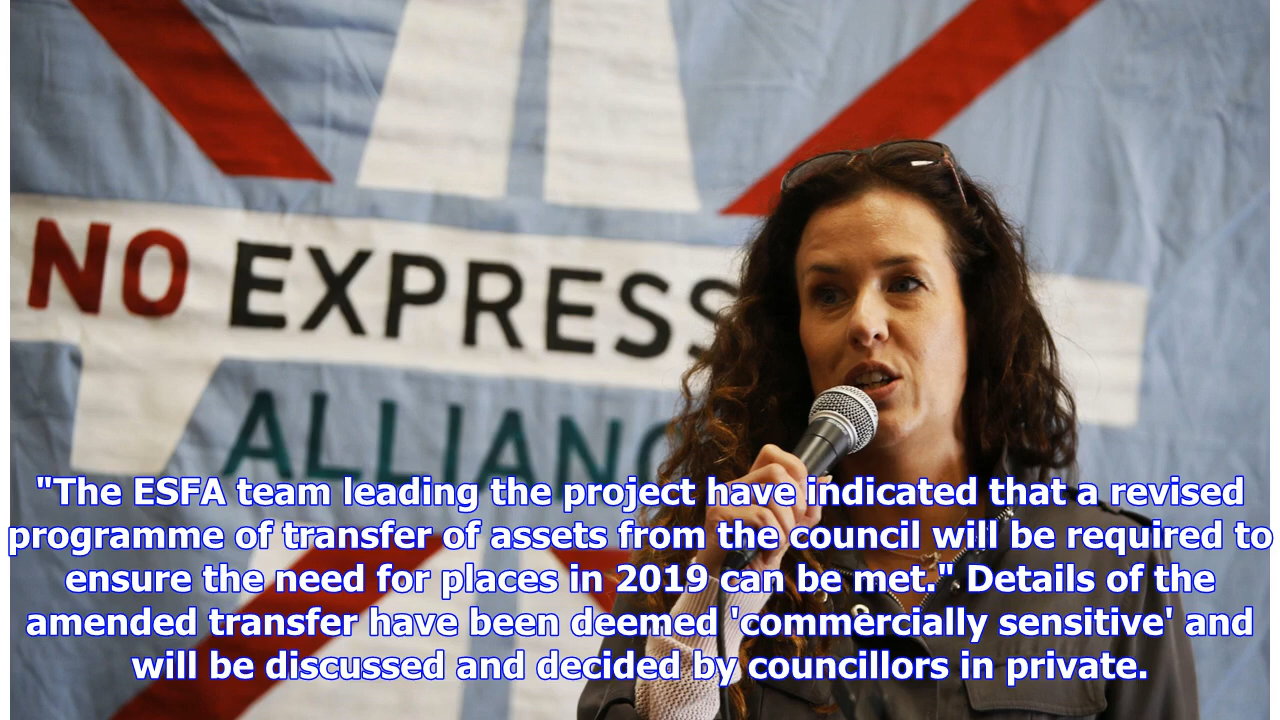 NO EXPRESS
ALLIANC
"The ESFA team leading the project have indicated that a revised
programme of transfer of assets from the council will be required to
ensure the need for places in 2019 can be met." Details of the
amended transfer have been deemed 'commercially sensitive' and
will be discussed and decided by councillors in private.